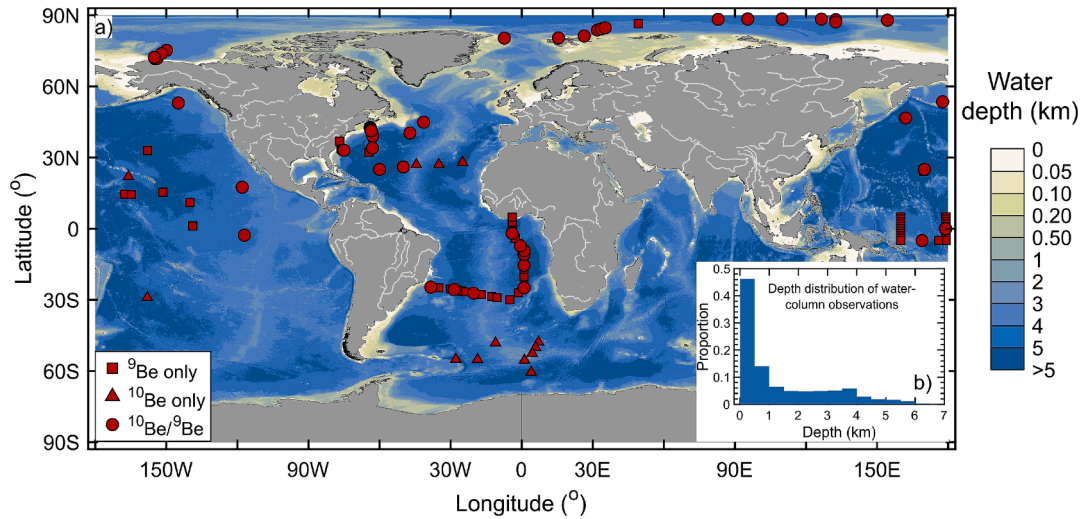 a)
90N
60N
30N
0
30S
60S
90S
Latitude (°)
150W
90W
30W
0
30E
90E
150E
Longitude (°)
⁹Be only
¹⁰Be only
¹⁰Be/⁹Be
Depth distribution of water-
column observations
b)
Proportion
0.5
0.4
0.3
0.2
0.1
0
0
1
2
3
4
5
6
7
Depth (km)
Water
depth (km)
0
0.05
0.10
0.20
0.50
1
2
3
4
5
>5